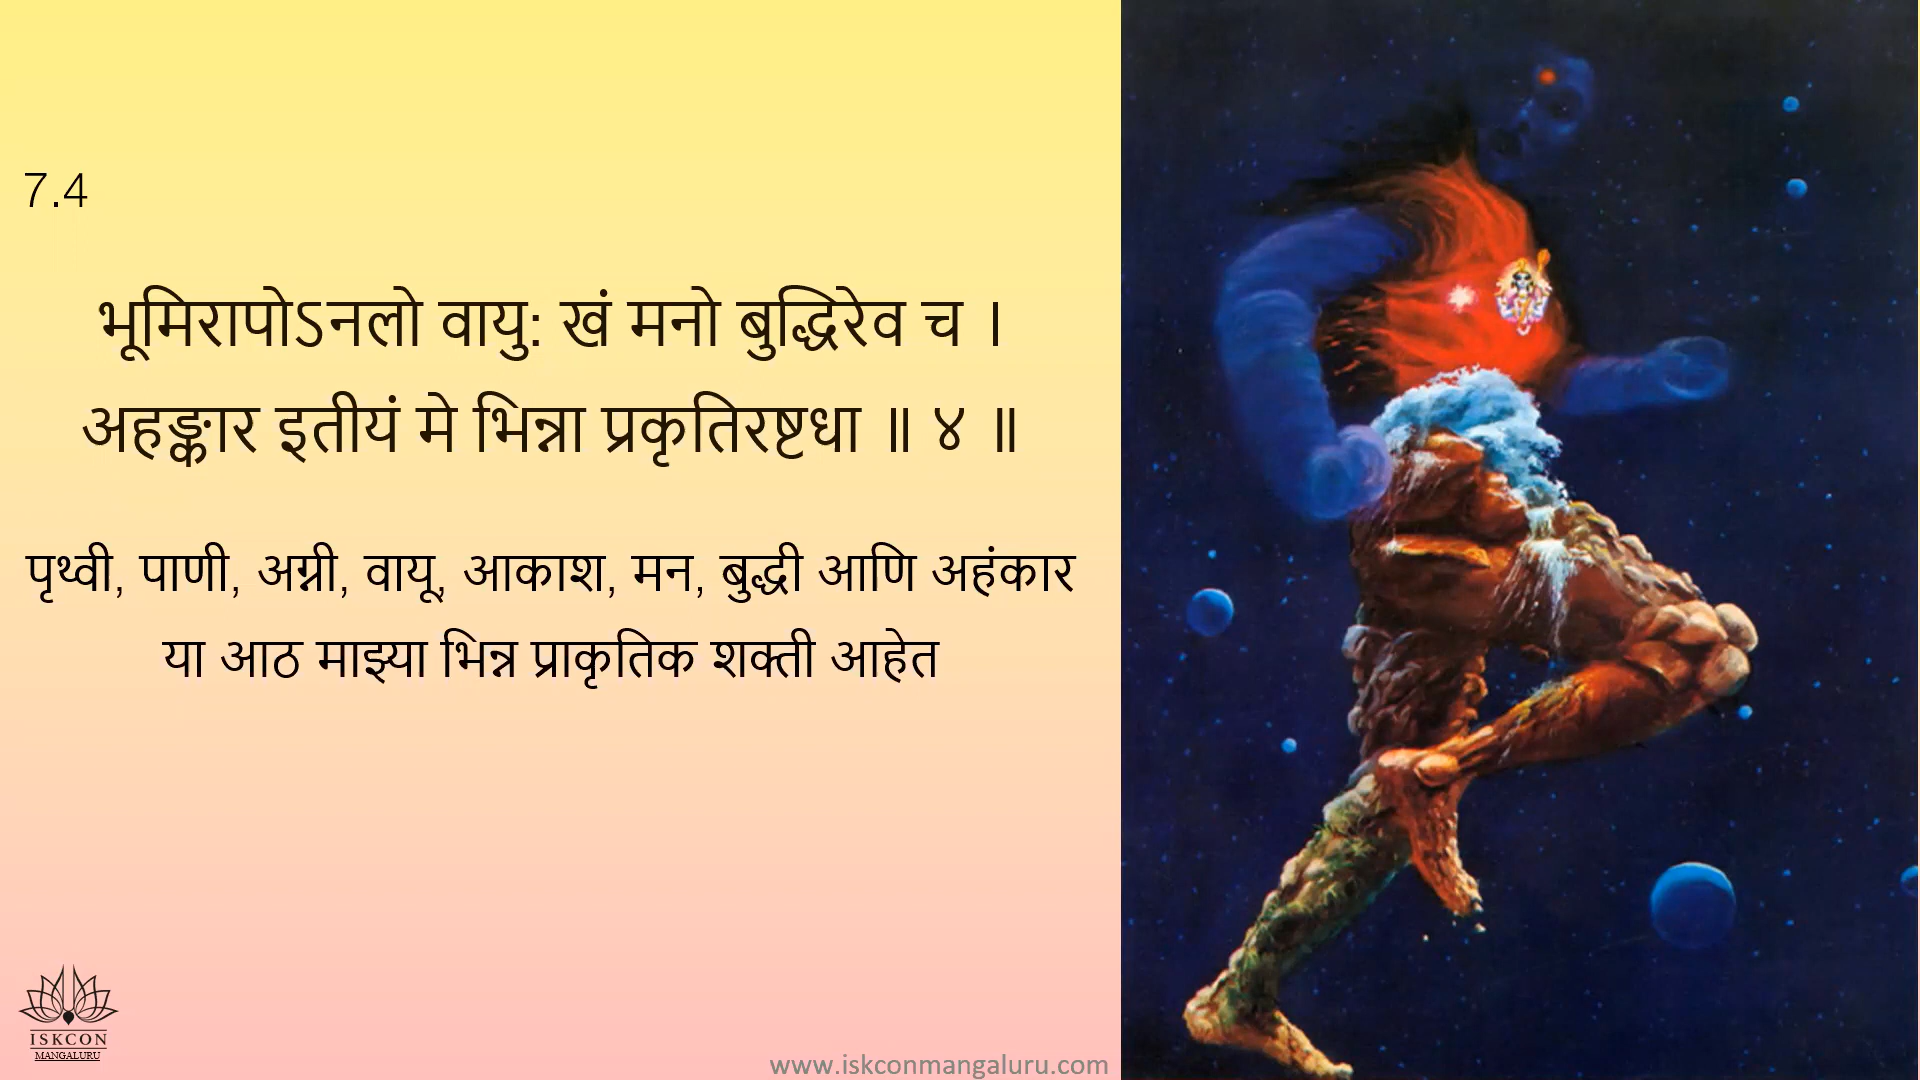 7.4
भूमिरापोऽनलो वायु: खं मनो बुद्धिरेव च ।
अहङ्कार इतीयं मे भिन्ना प्रकृतिरष्टधा ॥ ४ ॥
पृथ्वी, पाणी, अग्नी, वायू, आकाश, मन, बुद्धी आणि अहंकार
या आठ माझ्या भिन्न प्राकृतिक शक्ती आहेत
ISKCON
MANGALURU
www.iskconmangaluru.com